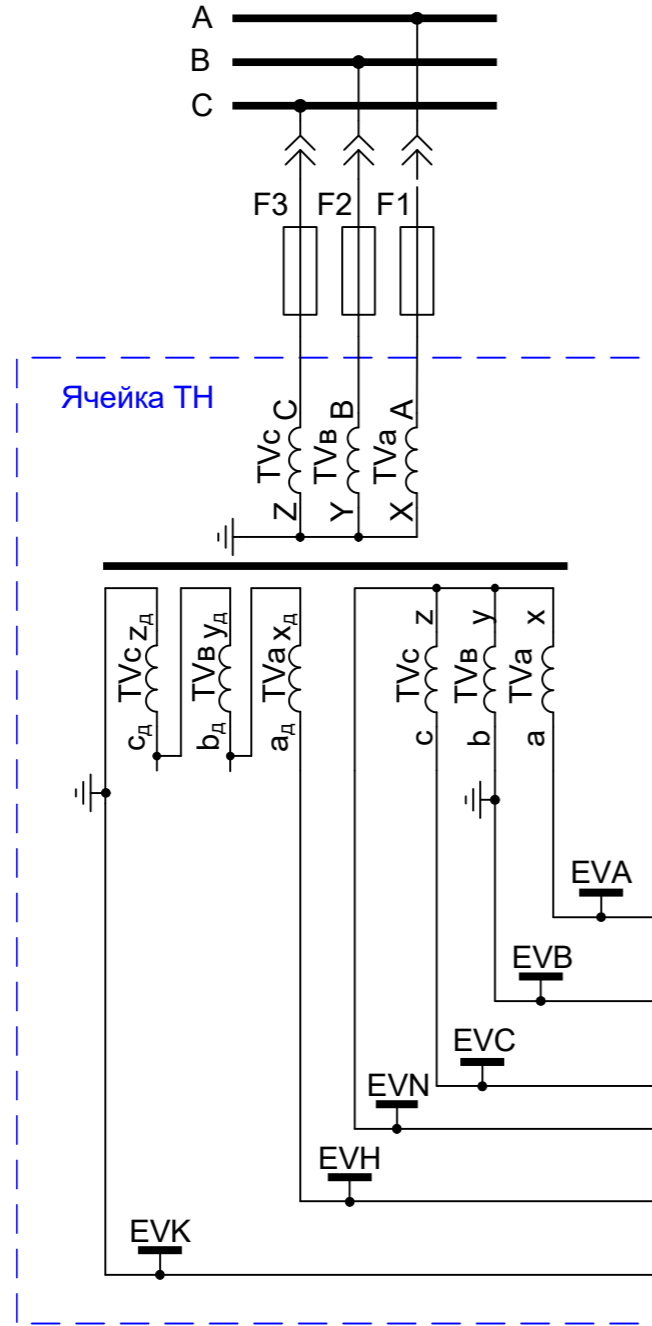 A
B
C
F3 F2 F1
Ячейка ТН
C B A
TVc TVв TVa
Z Y X
zд yд xд z y x
TVc TVв TVa TVc TVв TVa
cд bд aд c b a
EVA
EVB
EVC
EVN
EVH
EVK